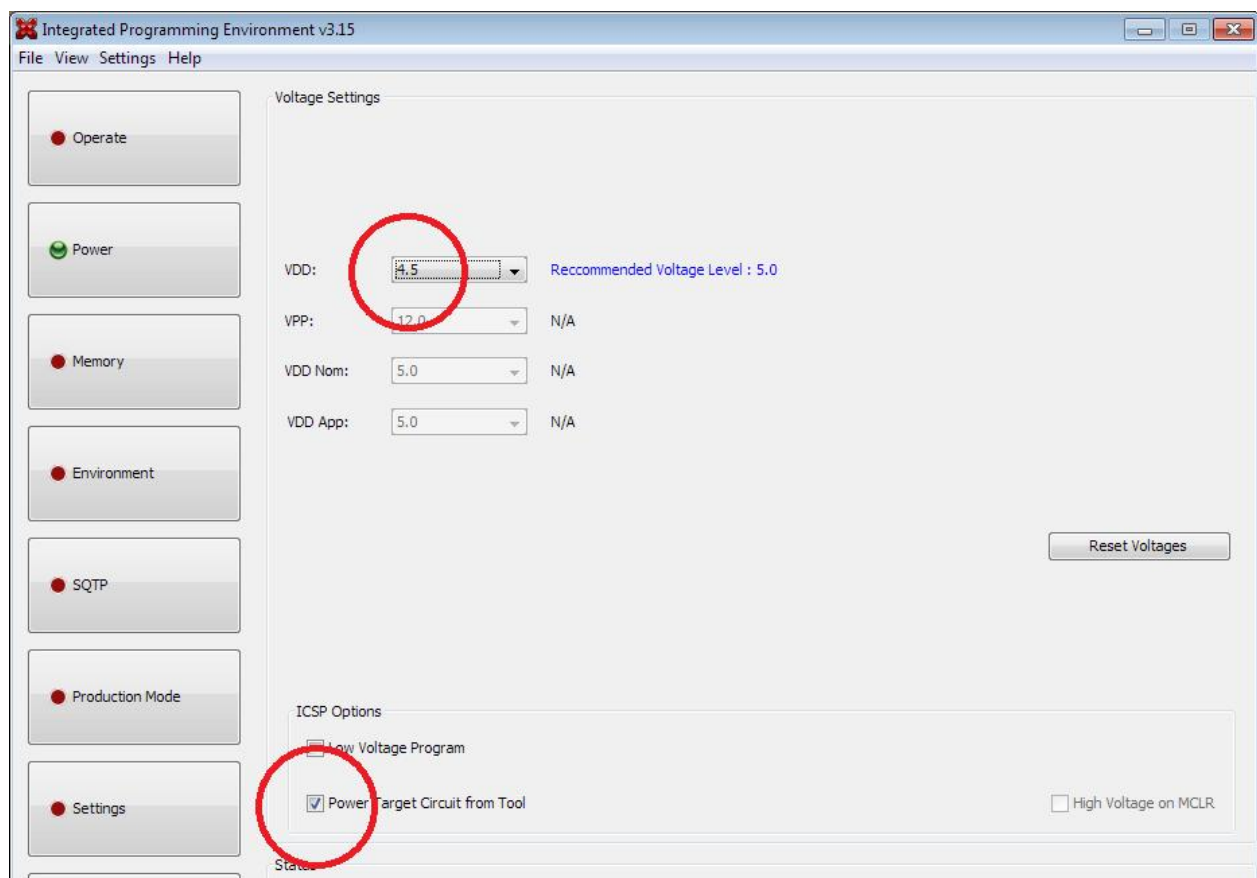 Integrated Programming Environment v3.15
File View Settings Help
Operate
Power
Memory
Environment
SQTP
Production Mode
Settings
Voltage Settings
VDD: 4.5 Reccommended Voltage Level : 5.0
VPP: 12.0 N/A
VDD Nom: 5.0 N/A
VDD App: 5.0 N/A
Reset Voltages
ICSP Options
Low Voltage Program
Power Target Circuit from Tool High Voltage on MCLR
Status